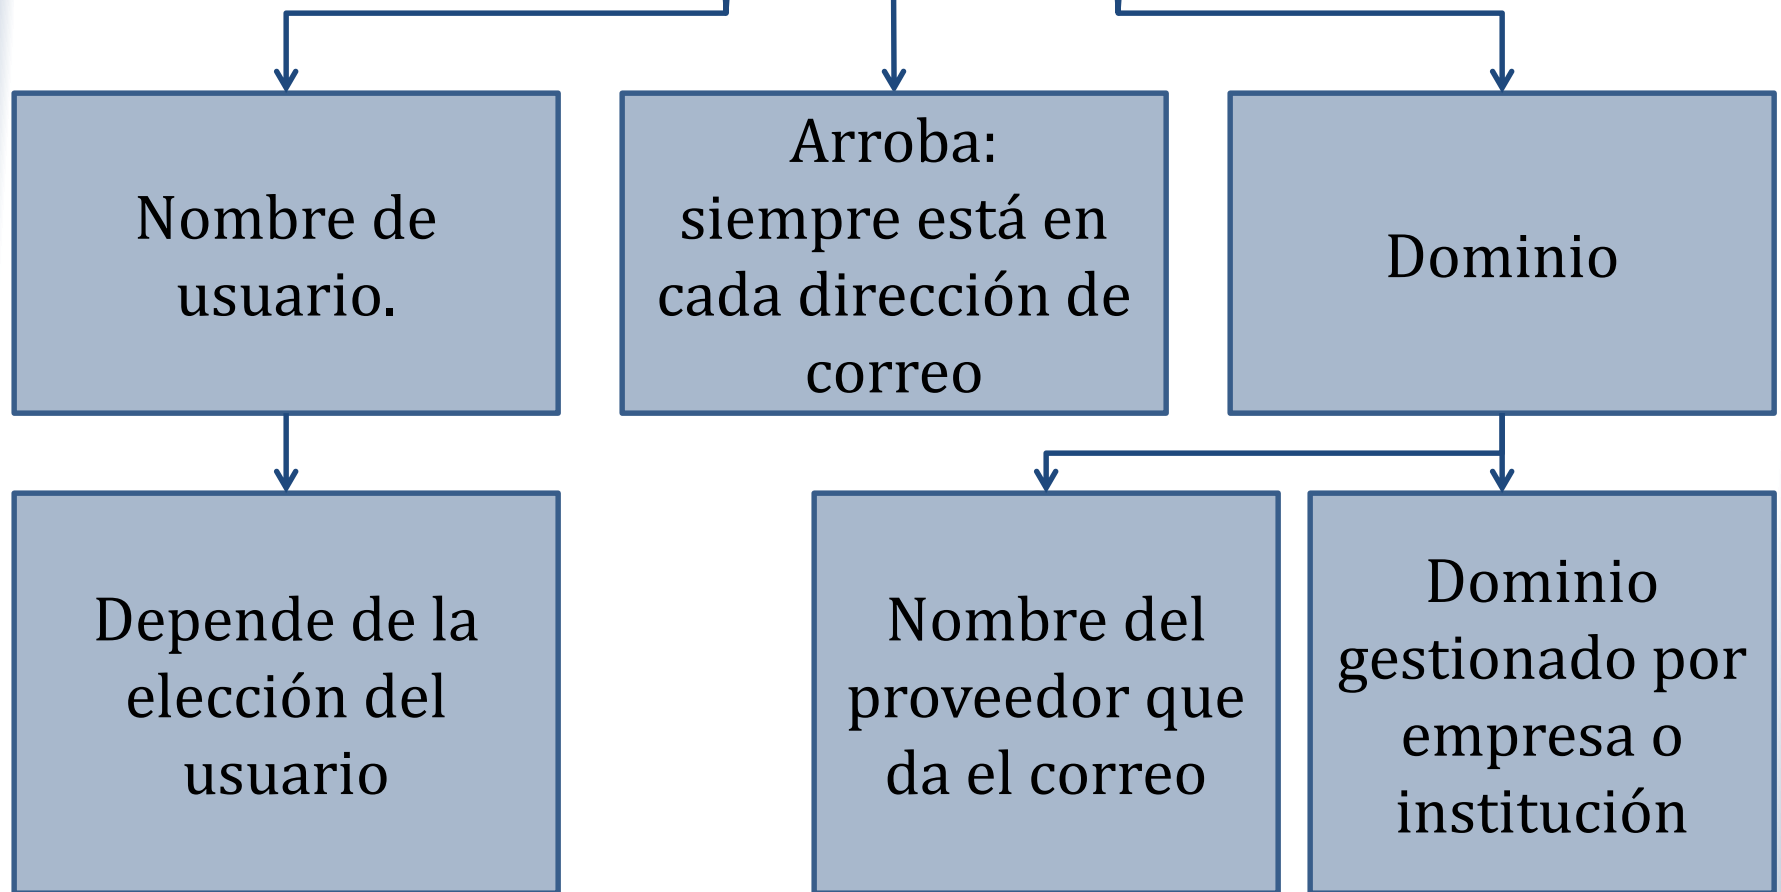 Nombre de
usuario.
Arroba:
siempre está en
cada dirección de
correo
Dominio
Depende de la
elección del
usuario
Nombre del
proveedor que
da el correo
Dominio
gestionado por
empresa o
institución